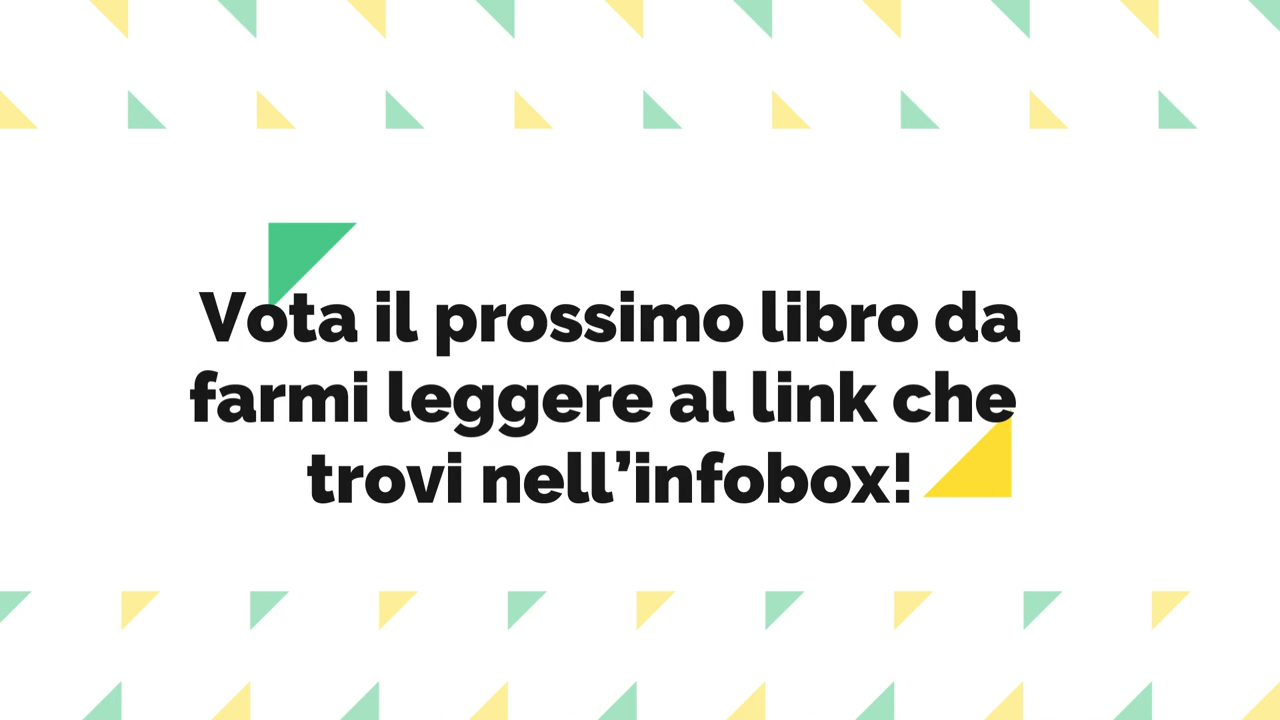 Vota il prossimo libro da
farmi leggere al link che
trovi nell’infobox!